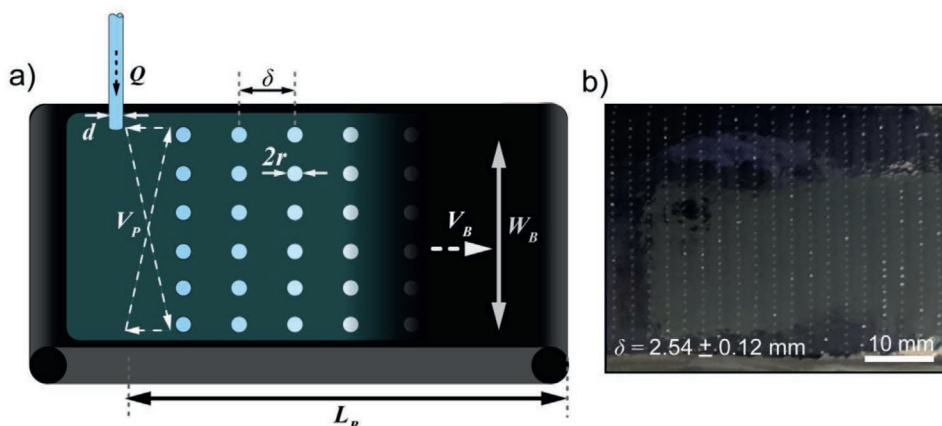 a)
Q
δ
d
2r
V_P
V_B
W_B
L_B
b)
δ = 2.54 ± 0.12 mm
10 mm